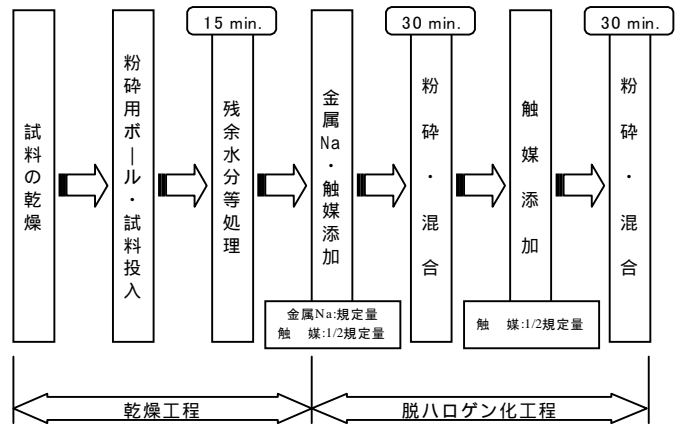 15 min.
30 min.
30 min.
試料の乾燥
粉砕用ボール・試料投入
残余水分等処理
金属Na・触媒添加
粉砕・混合
触媒添加
粉砕・混合
金属Na:規定量
触　媒:1/2規定量
触　媒:1/2規定量
乾燥工程
脱ハロゲン化工程